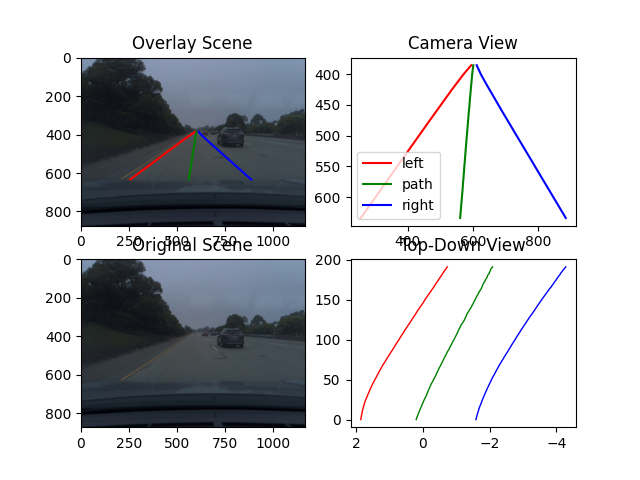 Overlay Scene
0
200
400
600
800
0 250 500 750 1000
Camera View
400
450
500
550
600
left
path
right
400 600 800
Original Scene
0
200
400
600
800
0 250 500 750 1000
Top-Down View
200
150
100
50
0
2 0 −2 −4